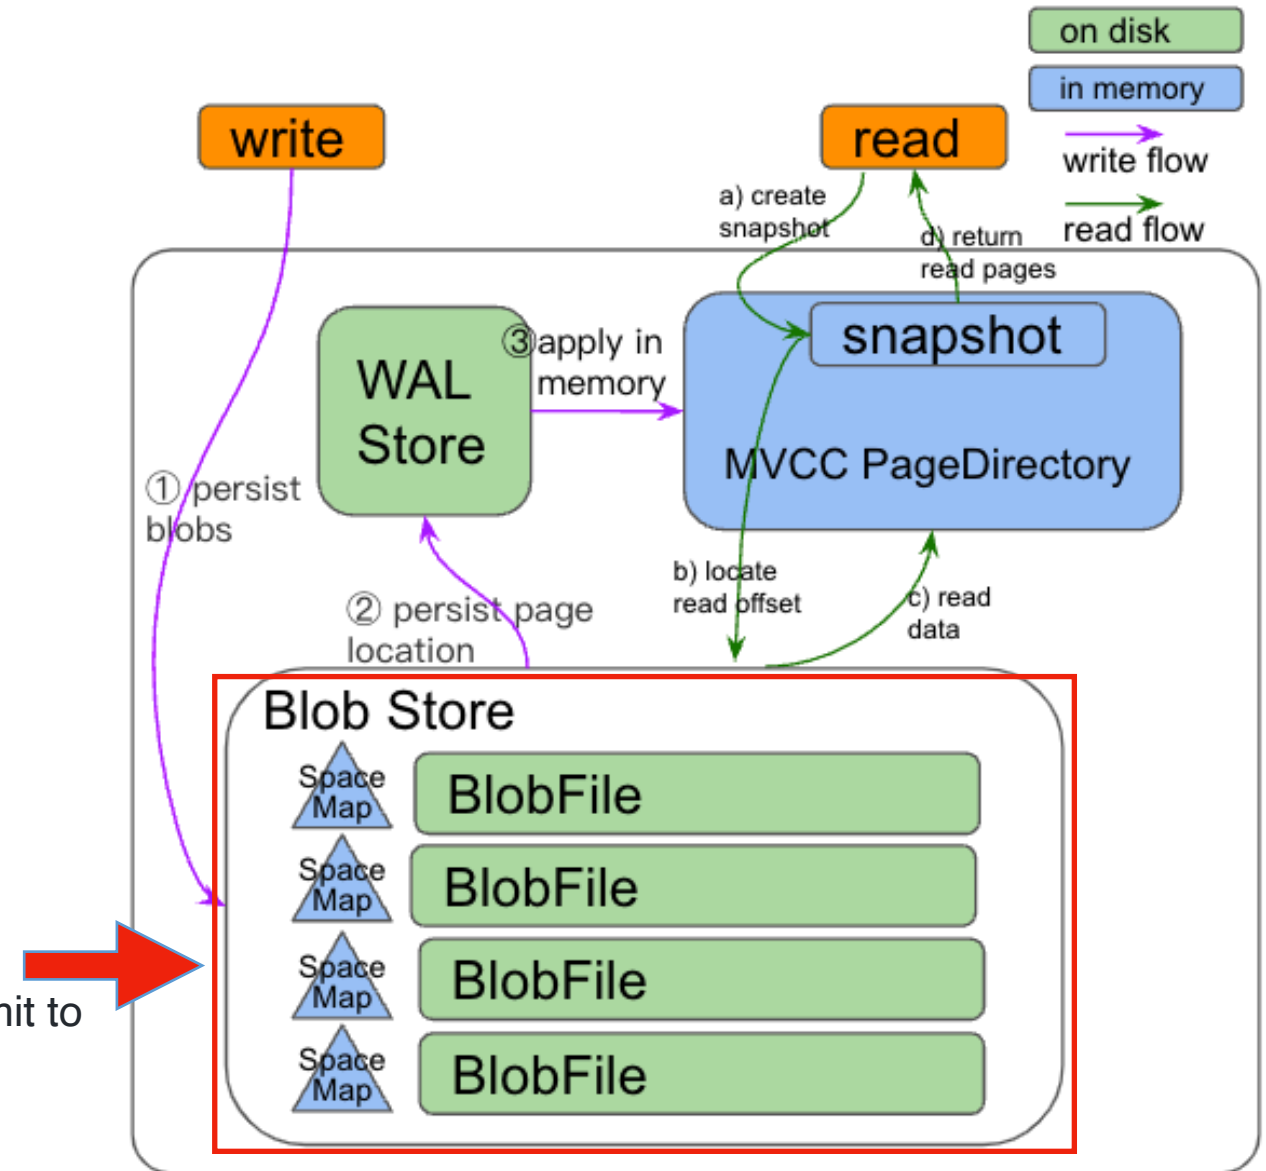 on disk
in memory
write flow
read flow
write
read
a) create
snapshot
d) return
read pages
WAL
Store
③apply in
memory
snapshot
MVCC PageDirectory
① persist
blobs
② persist page
location
b) locate
read offset
c) read
data
Blob Store
Space
Map
BlobFile
Space
Map
BlobFile
Space
Map
BlobFile
Space
Map
BlobFile
to